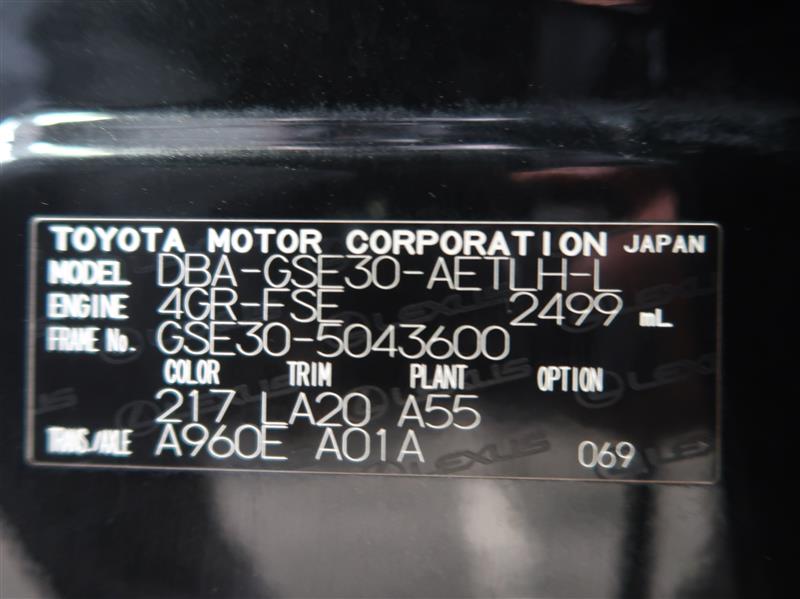 TOYOTA MOTOR CORPORATION JAPAN
MODEL DBA-GSE30-AETLH-L
ENGINE 4GR-FSE 2499 mL
FRAME No. GSE30-5043600
COLOR TRIM PLANT OPTION
217 LA20 A55
TRANS./AXLE A960E A01A 069